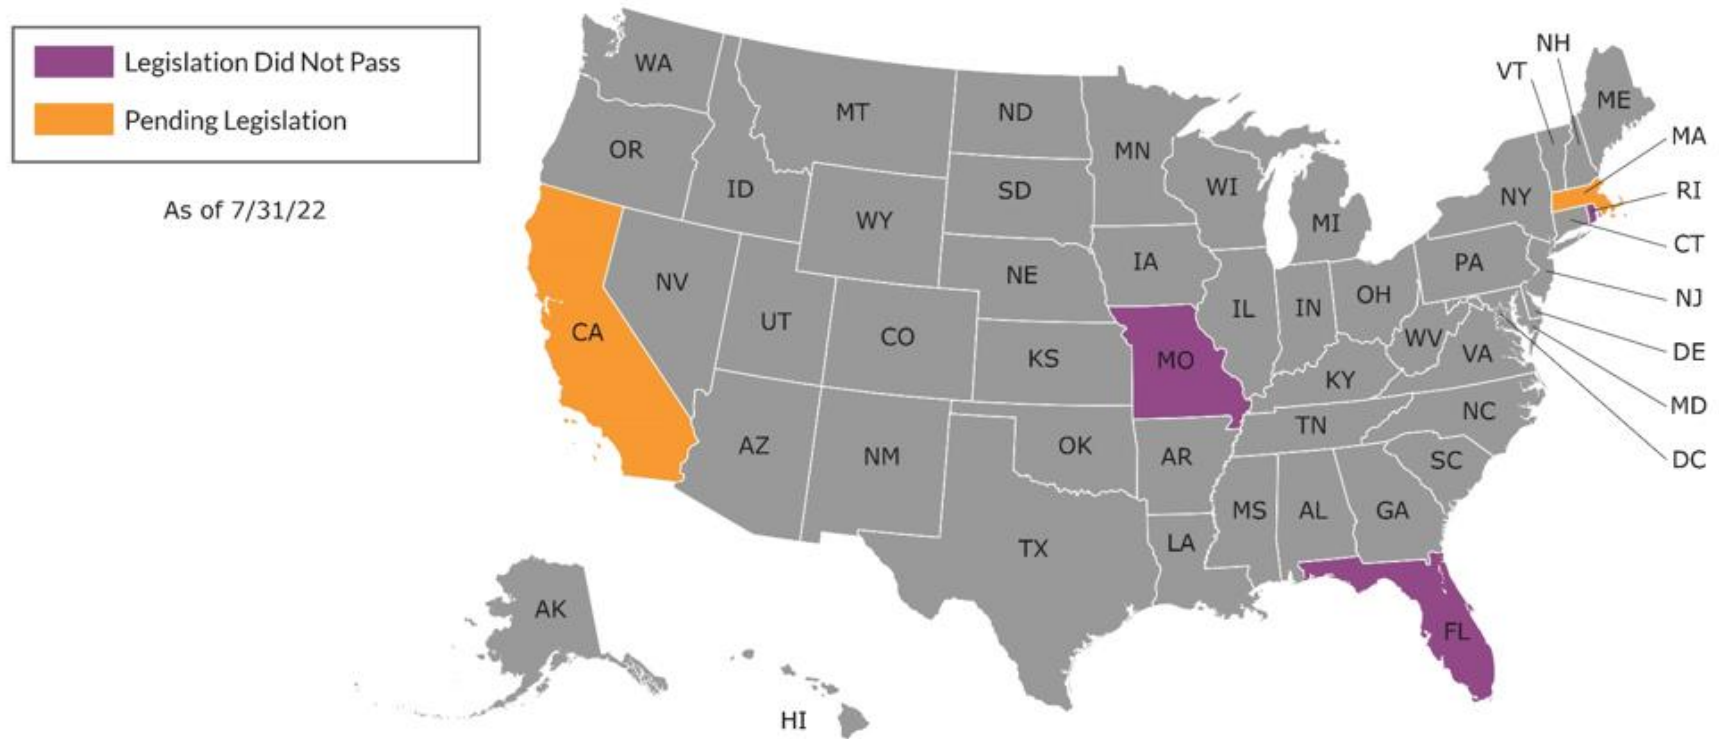 Legislation Did Not Pass
Pending Legislation
As of 7/31/22
WA
OR
CA
ID
NV
MT
WY
UT
AZ
CO
NM
ND
SD
NE
KS
OK
TX
MN
IA
MO
AR
LA
WI
IL
MS
MI
IN
OH
KY
TN
AL
GA
FL
SC
NC
VA
WV
PA
NY
VT
NH
ME
MA
RI
CT
NJ
DE
MD
DC
AK
HI